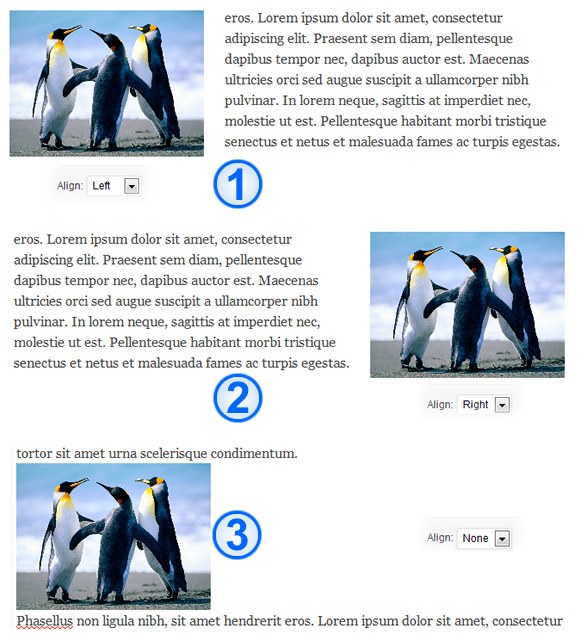 eros. Lorem ipsum dolor sit amet, consectetur
adipiscing elit. Praesent sem diam, pellentesque
dapibus tempor nec, dapibus auctor est. Maecenas
ultricies orci sed augue suscipit a ullamcorper nibh
pulvinar. In lorem neque, sagittis at imperdiet nec,
molestie ut est. Pellentesque habitant morbi tristique
senectus et netus et malesuada fames ac turpis egestas.
Align: Left
1
eros. Lorem ipsum dolor sit amet, consectetur
adipiscing elit. Praesent sem diam, pellentesque
dapibus tempor nec, dapibus auctor est. Maecenas
ultricies orci sed augue suscipit a ullamcorper nibh
pulvinar. In lorem neque, sagittis at imperdiet nec,
molestie ut est. Pellentesque habitant morbi tristique
senectus et netus et malesuada fames ac turpis egestas.
2
Align: Right
tortor sit amet urna scelerisque condimentum.
3
Align: None
Phasellus non ligula nibh, sit amet hendrerit eros. Lorem ipsum dolor sit amet, consectetur